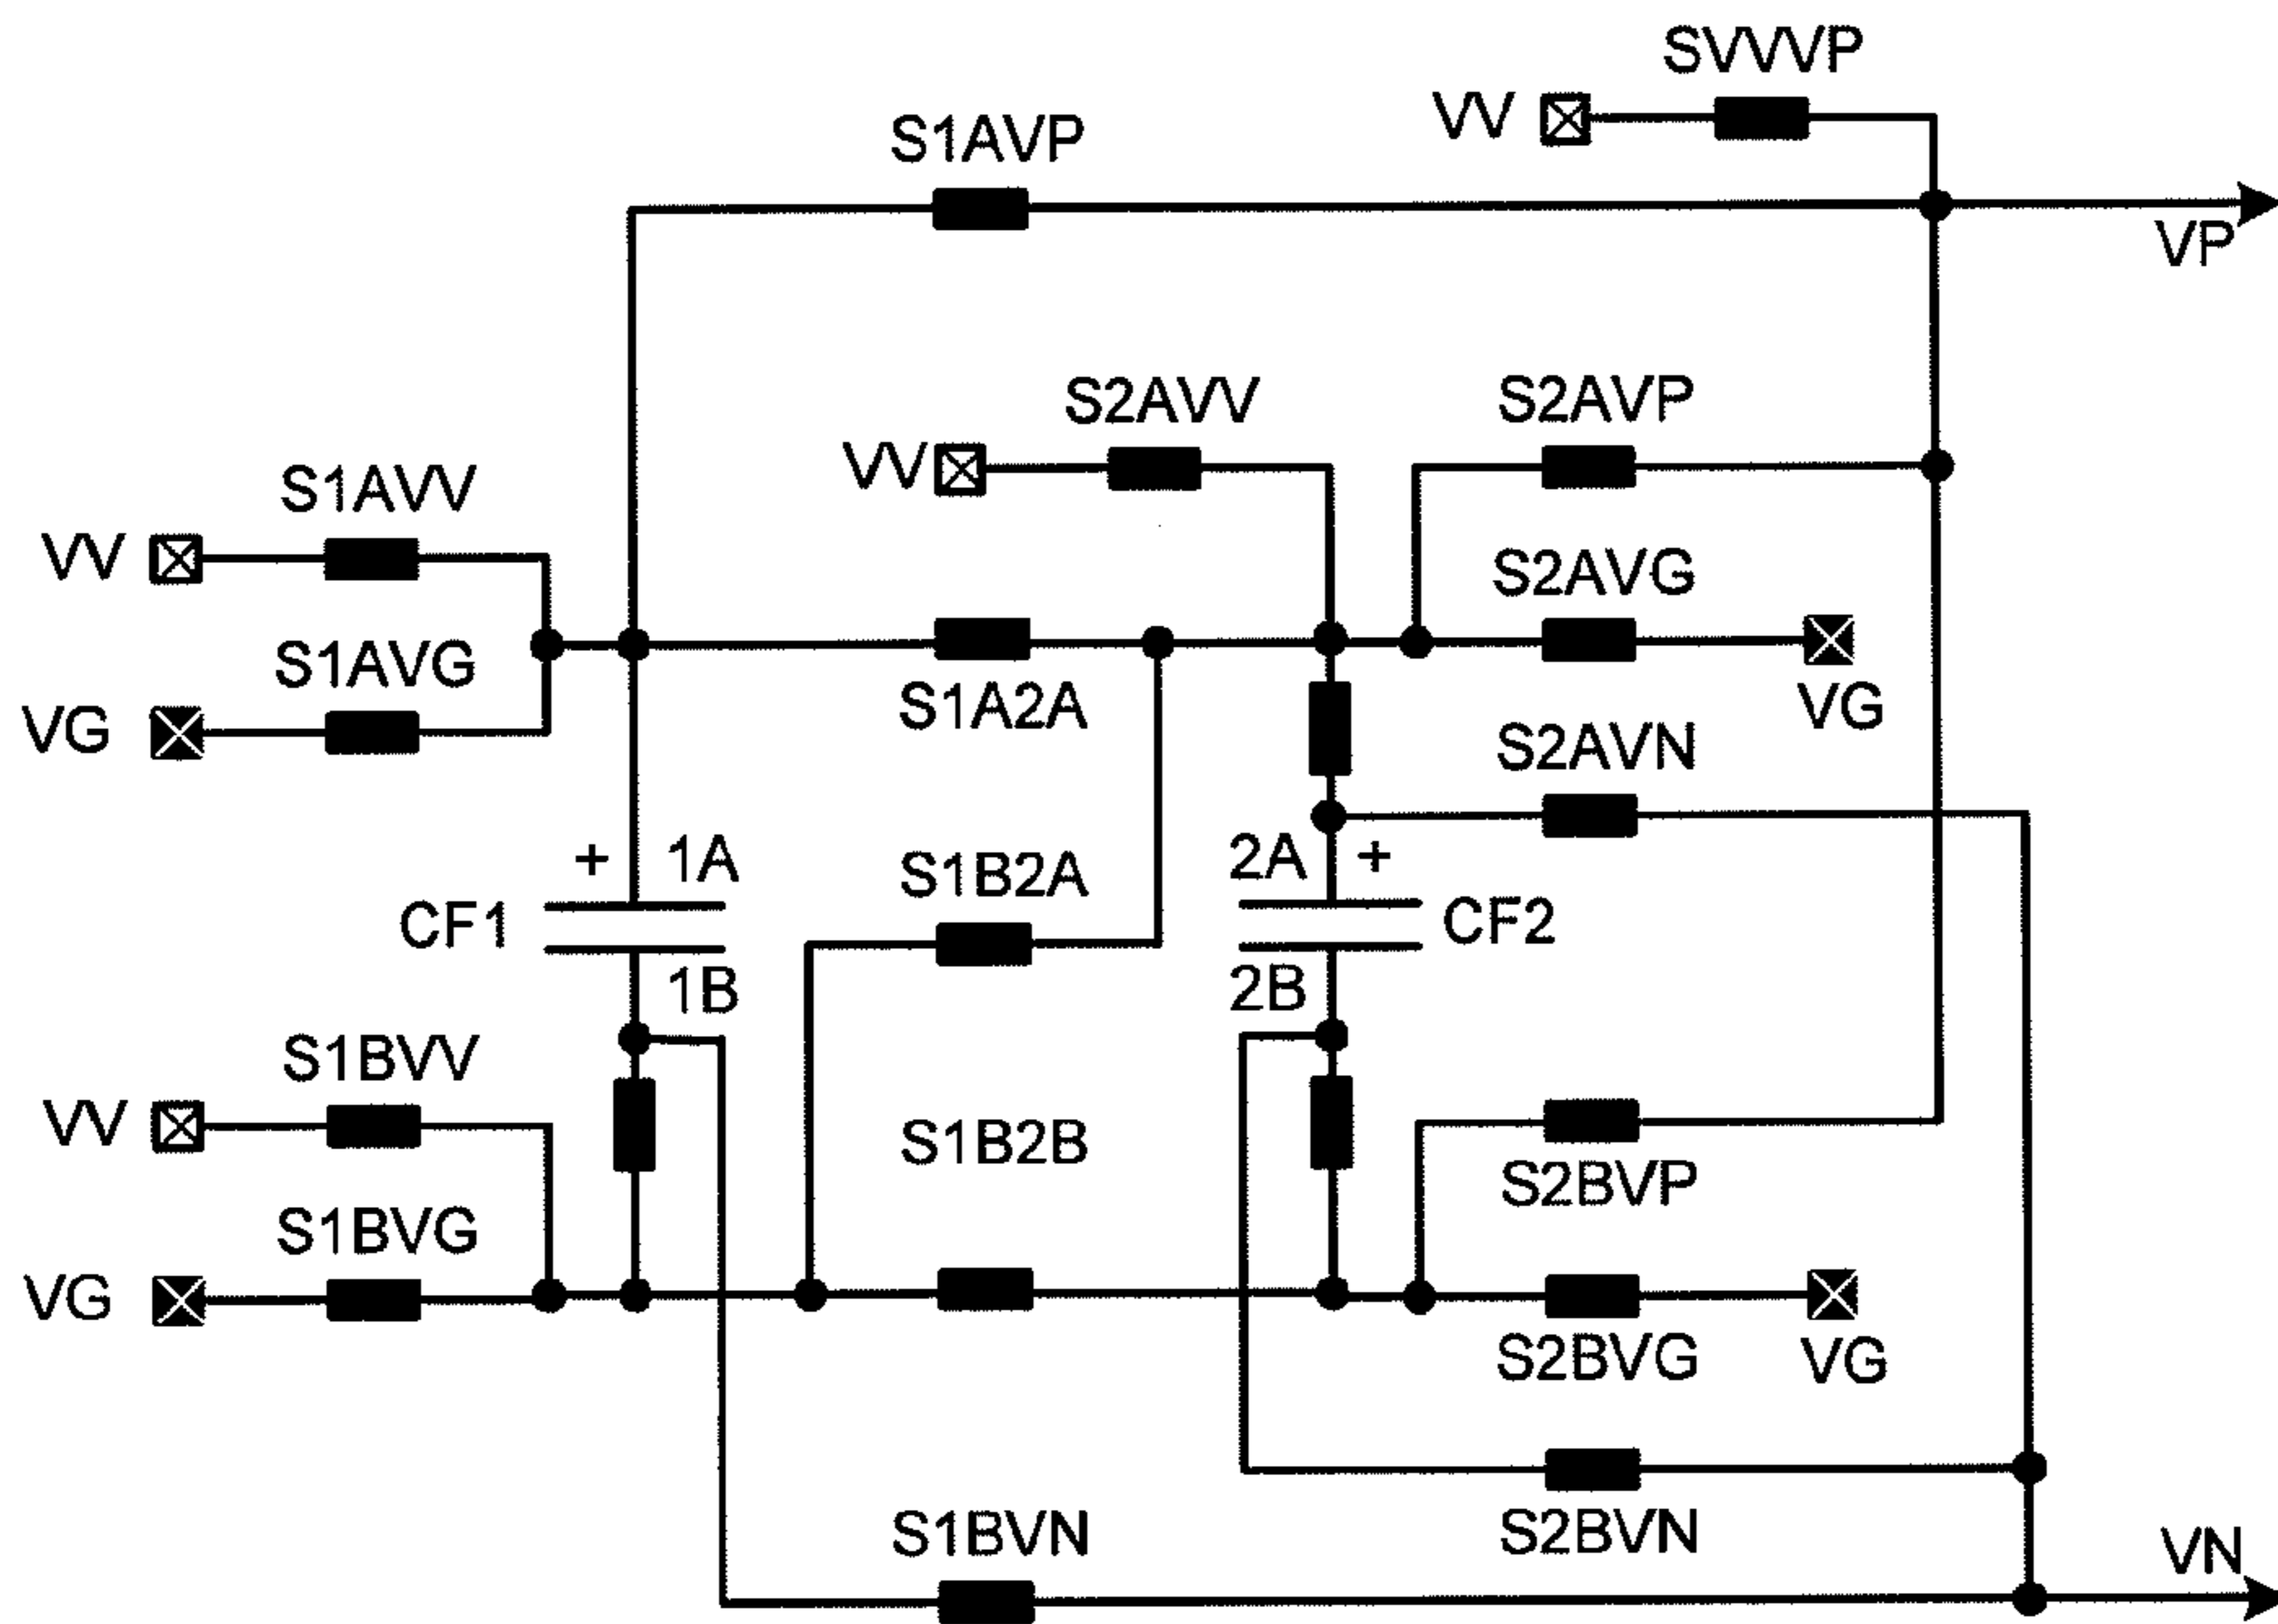 SVVVP
VV
S1AVP
VP
S2AVV
S2AVP
VV
S1AVV
VV
S2AVG
S1AVG
VG
S1A2A
VG
S2AVN
+ 1A
2A +
S1B2A
CF1
CF2
1B
2B
S1BVV
VV
S1B2B
S2BVP
S1BVG
VG
S2BVG
VG
S1BVN
S2BVN
VN